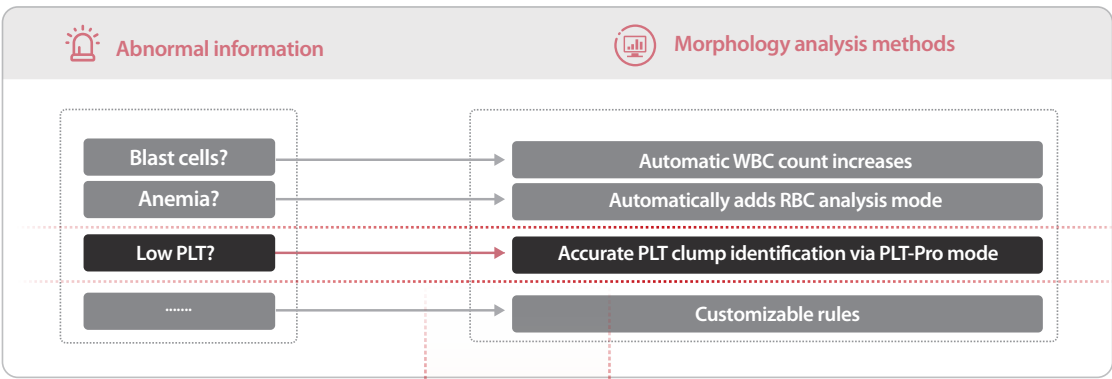 Abnormal information
Morphology analysis methods
Blast cells?
Automatic WBC count increases
Anemia?
Automatically adds RBC analysis mode
Low PLT?
Accurate PLT clump identification via PLT-Pro mode
.......
Customizable rules